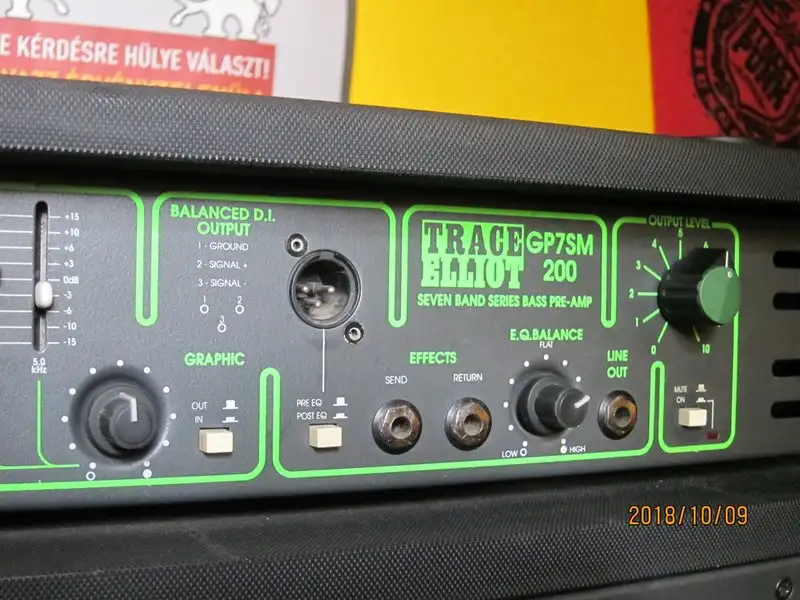 E KÉRDÉSRE HÜLYE VÁLASZT!
+15
+10
+6
+3
0dB
-3
-6
-10
-15
5.0
kHz
BALANCED D.I.
OUTPUT
1 - GROUND
2 - SIGNAL +
3 - SIGNAL -
1 2
3
GRAPHIC
OUT
IN
PRE EQ
POST EQ
TRACE
ELLIOT
GP7SM
200
SEVEN BAND SERIES BASS PRE-AMP
EFFECTS
SEND
RETURN
E.Q.BALANCE
FLAT
LOW
HIGH
LINE
OUT
OUTPUT LEVEL
0
1
2
3
4
5
6
10
MUTE
ON
2018/10/09